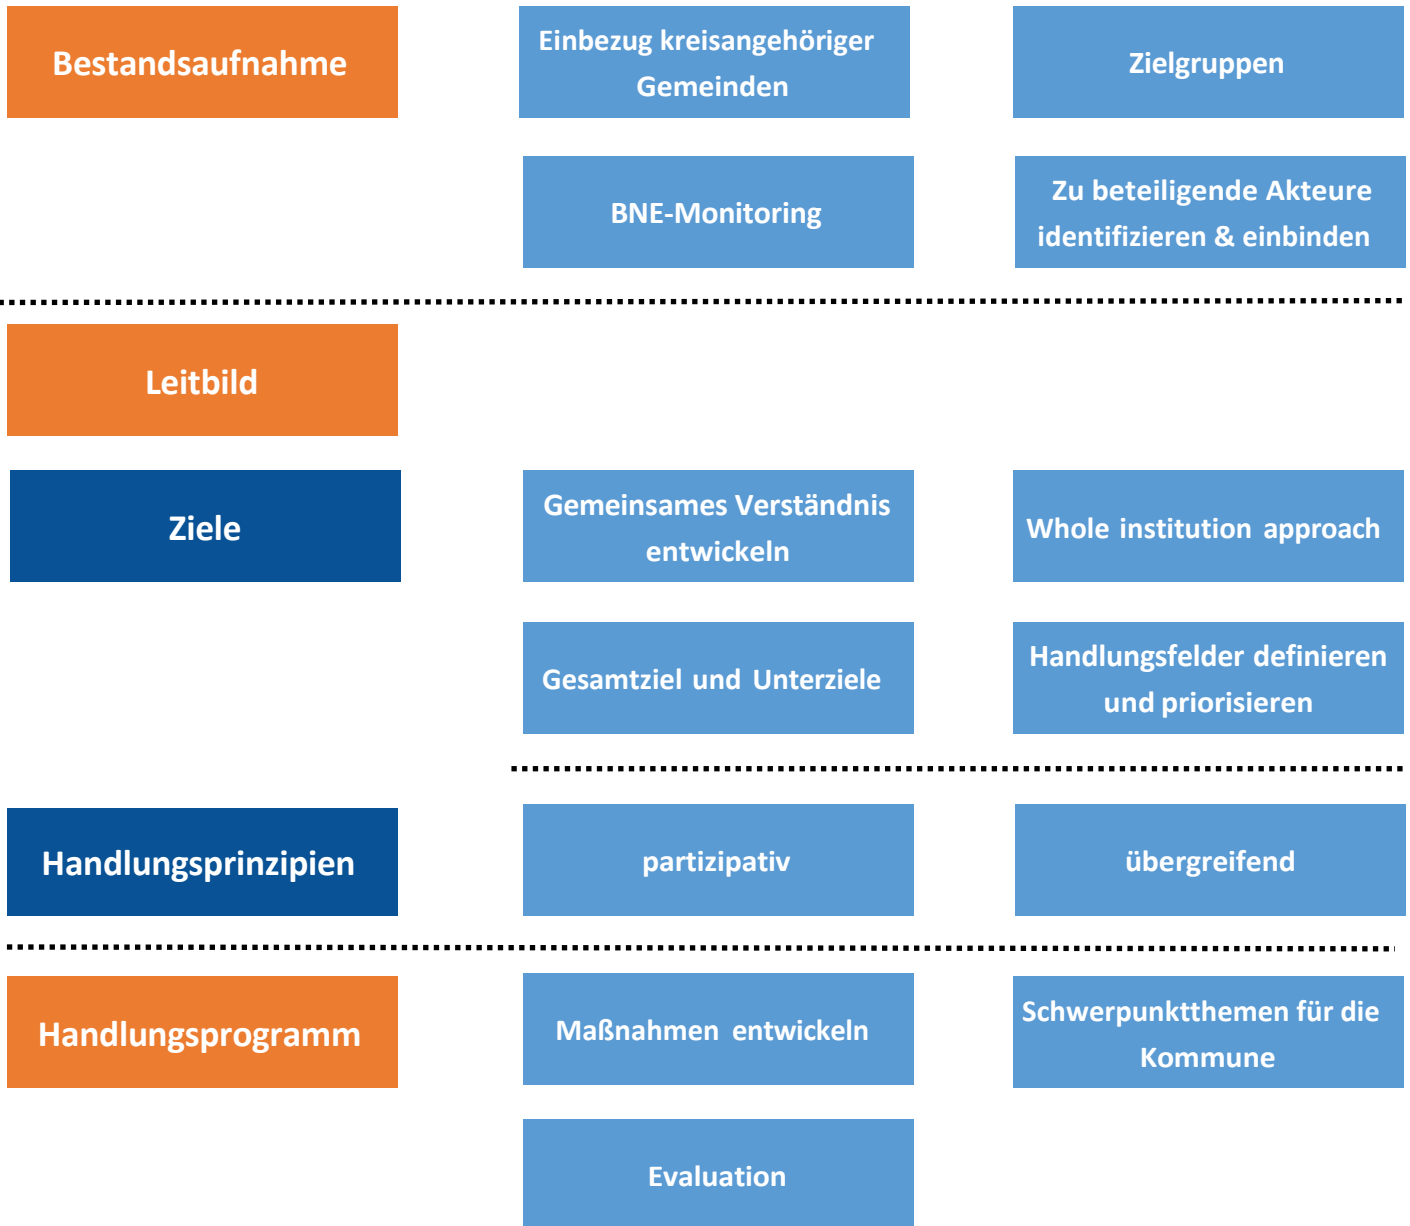 Bestandsaufnahme
Einbezug kreisangehöriger
Gemeinden
Zielgruppen
BNE-Monitoring
Zu beteiligende Akteure
identifizieren & einbinden
Leitbild
Ziele
Gemeinsames Verständnis
entwickeln
Whole institution approach
Gesamtziel und Unterziele
Handlungsfelder definieren
und priorisieren
Handlungsprinzipien
partizipativ
übergreifend
Handlungsprogramm
Maßnahmen entwickeln
Schwerpunktthemen für die
Kommune
Evaluation